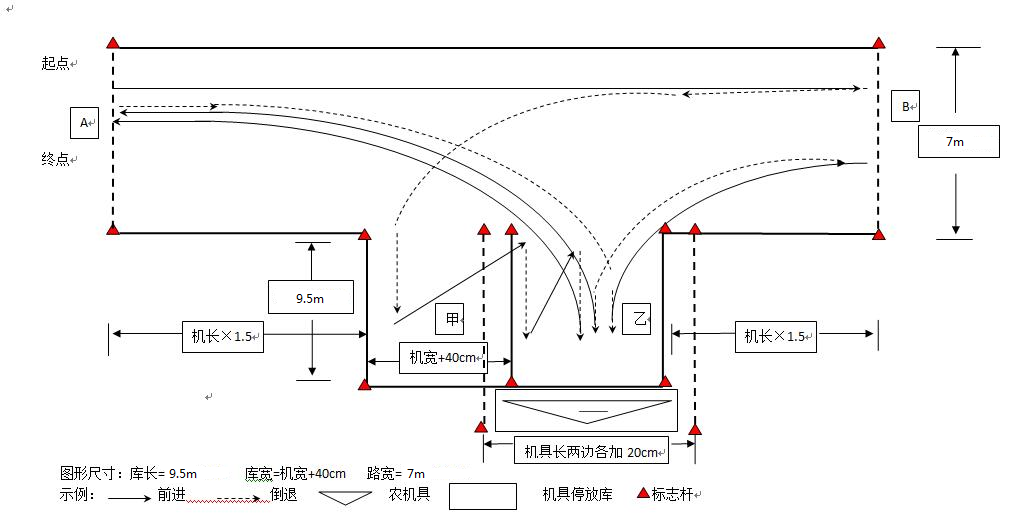 起点
A
B
7m
终点
9.5m
甲
乙
机长×1.5
机长×1.5
机宽+40cm
机具长两边各加 20cm
图形尺寸：库长= 9.5m 库宽=机宽+40cm 路宽= 7m
示例： 前进 倒退 农机具 机具停放库 标志杆